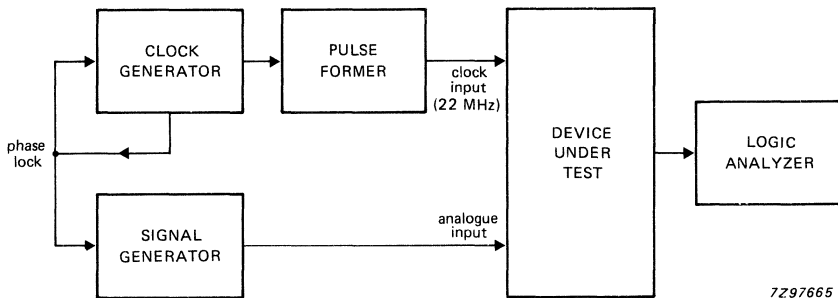 CLOCK
GENERATOR
PULSE
FORMER
clock
input
(22 MHz)
phase
lock
DEVICE
UNDER
TEST
LOGIC
ANALYZER
SIGNAL
GENERATOR
analogue
input
7Z97665